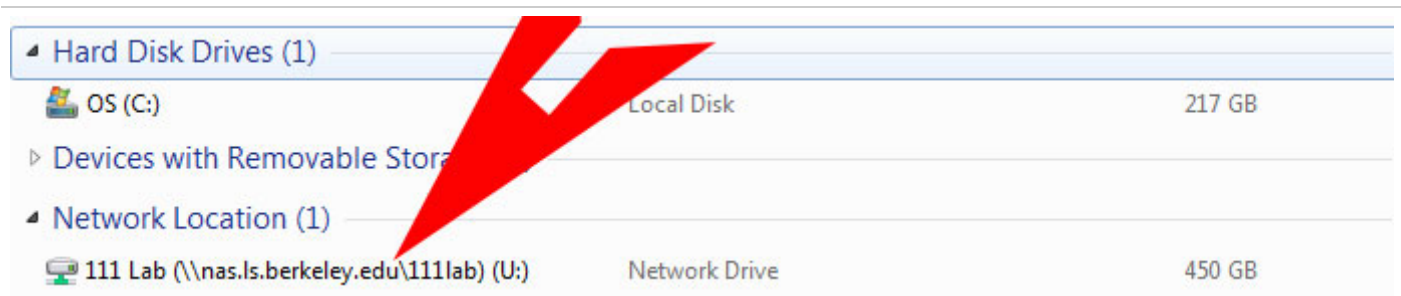 Hard Disk Drives (1)
OS (C:) Local Disk 217 GB
Devices with Removable
Network Location (1)
111 Lab (\\nas.ls.berkeley.edu\111lab) (U:) Network Drive 450 GB